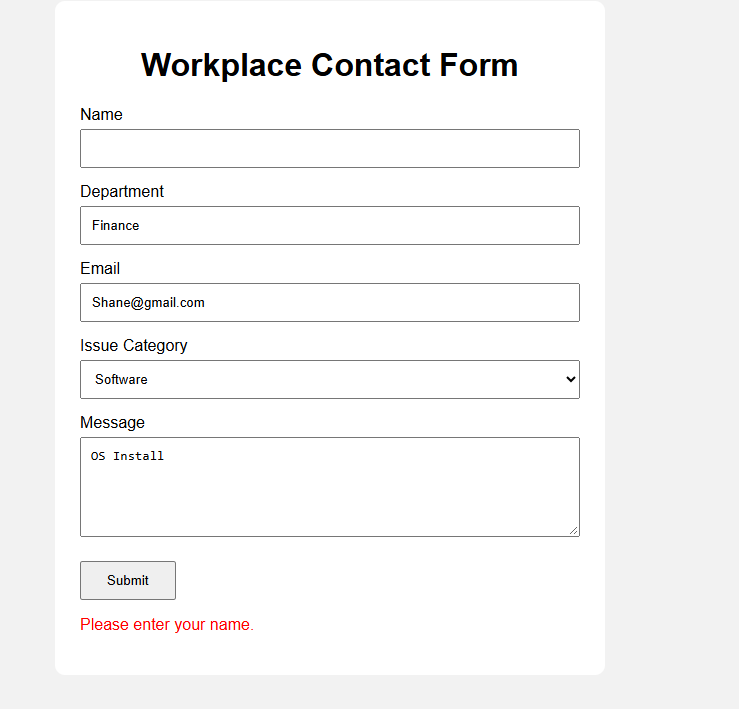 Workplace Contact Form
Name
Department
Finance
Email
Shane@gmail.com
Issue Category
Software
Message
OS Install
Submit
Please enter your name.